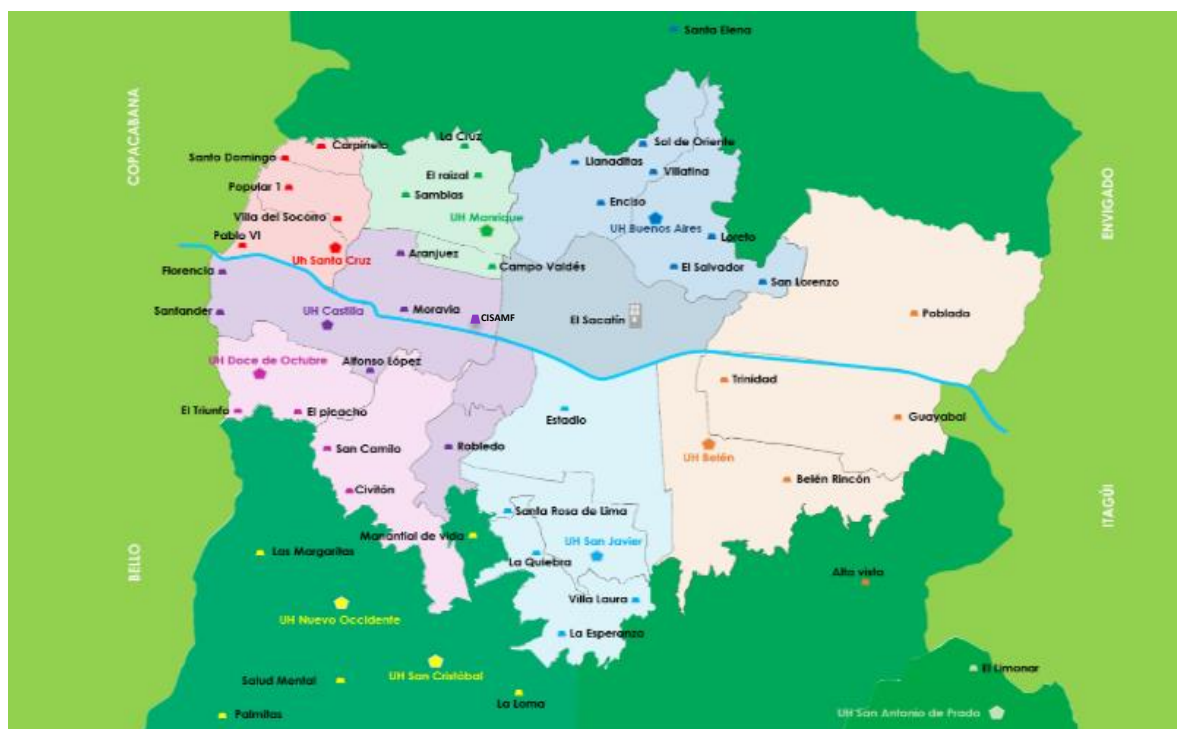 Santa Elena
COPACABANA
ENVIGADO
La Cruz
Carpinelo
Sol de Oriente
Santo Domingo
Llanaditas
Villatina
El raizal
Popular 1
Samblas
Enciso
Villa del Socorro
UH Manrique
UH Buenos Aires
Pablo VI
Loreto
Uh Santa Cruz
Aranjuez
Campo Valdés
El Salvador
Florencia
San Lorenzo
Santander
UH Castilla
Moravia
CISAMF
El Sacatín
Poblado
UH Doce de Octubre
Alfonso López
Trinidad
El Triunfo
El picacho
Estadio
Guayabal
San Camilo
Robledo
UH Belén
Belén Rincón
Civitón
ITAGÚI
Santa Rosa de Lima
Manantial de vida
UH San Javier
BELLO
Las Margaritas
La Quiebra
Alta vista
Villa Laura
UH Nuevo Occidente
La Esperanza
El Limonar
UH San Cristóbal
Salud Mental
La Loma
Palmitas
UH San Antonio de Prado